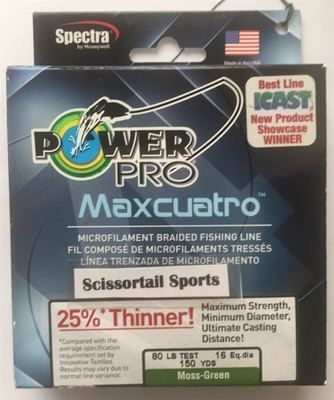 Spectra
by Honeywell
Made in the USA
Best Line
ICAST
New Product
Showcase
WINNER
POWER
PRO
Maxcuatro™
MICROFILAMENT BRAIDED FISHING LINE
FIL COMPOSÉ DE MICROFILAMENTS TRESSÉS
LÍNEA TRENZADA DE MICROFILAMENTO
Scissortail Sports
25%* Thinner!
*Compared with the
average specification
requirement set by
Innovative Textiles.
Results may vary due to
normal line variance.
Maximum Strength,
Minimum Diameter,
Ultimate Casting
Distance!
80 LB TEST 16 Eq.dia
150 YDS
Moss-Green